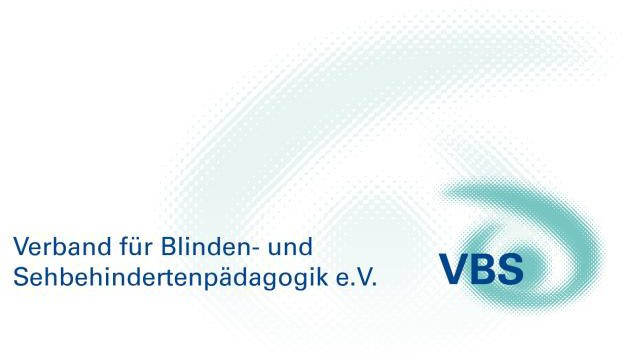 Verband für Blinden- und
Sehbehindertenpädagogik e.V.
VBS